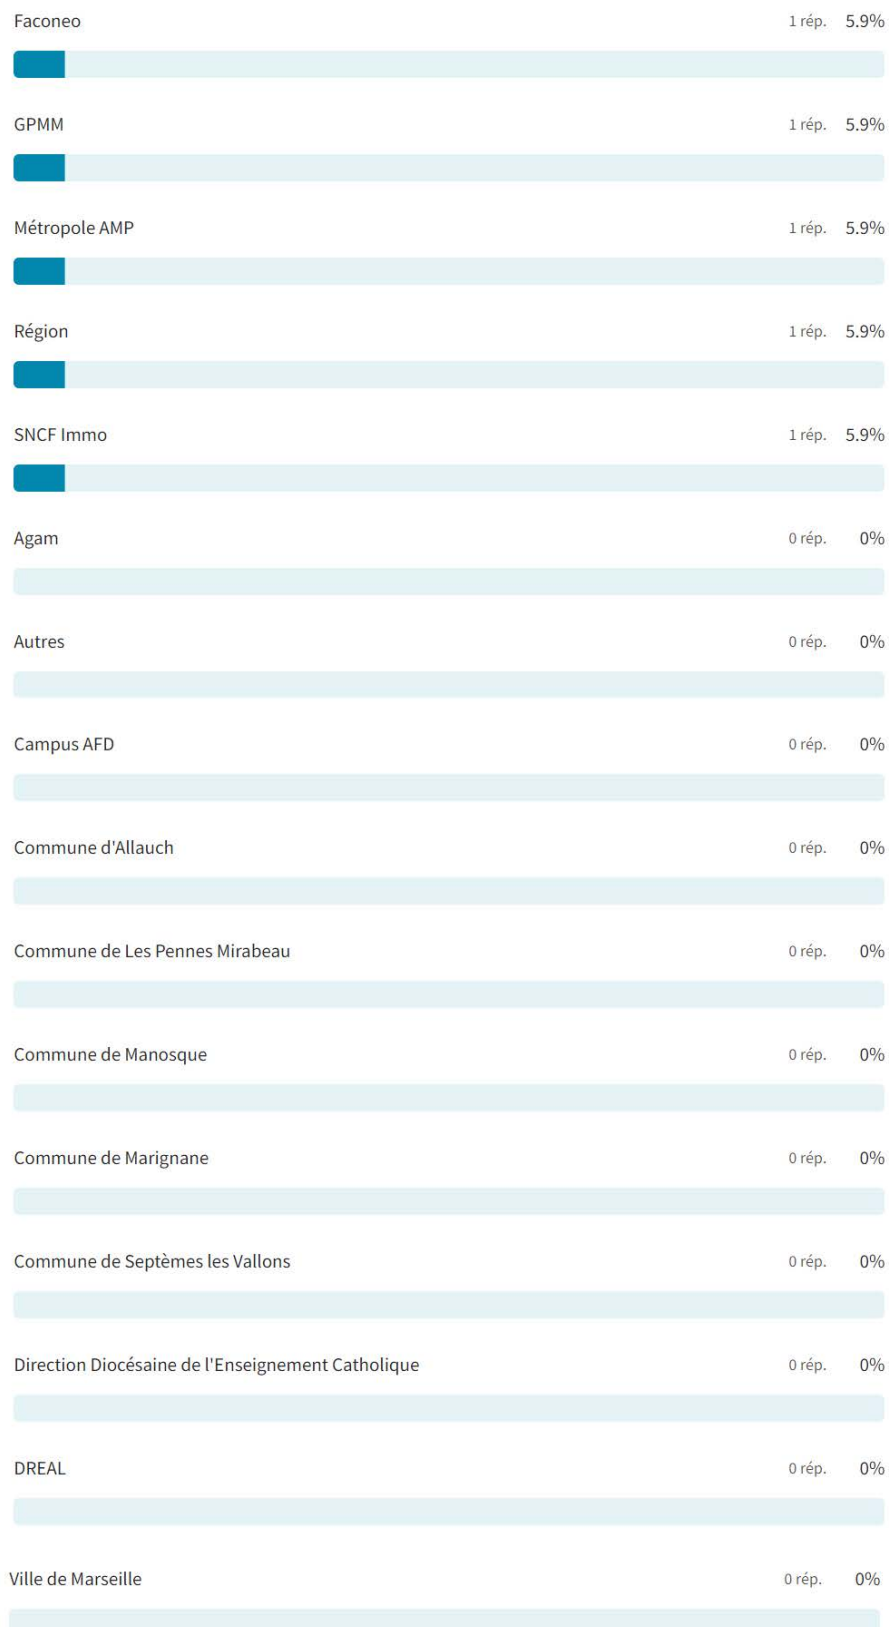 Faconeo 1 rép. 5.9%
GPMM 1 rép. 5.9%
Métropole AMP 1 rép. 5.9%
Région 1 rép. 5.9%
SNCF Immo 1 rép. 5.9%
Agam 0 rép. 0%
Autres 0 rép. 0%
Campus AFD 0 rép. 0%
Commune d'Allauch 0 rép. 0%
Commune de Les Pennes Mirabeau 0 rép. 0%
Commune de Manosque 0 rép. 0%
Commune de Marignane 0 rép. 0%
Commune de Septèmes les Vallons 0 rép. 0%
Direction Diocésaine de l'Enseignement Catholique 0 rép. 0%
DREAL 0 rép. 0%
Ville de Marseille 0 rép. 0%